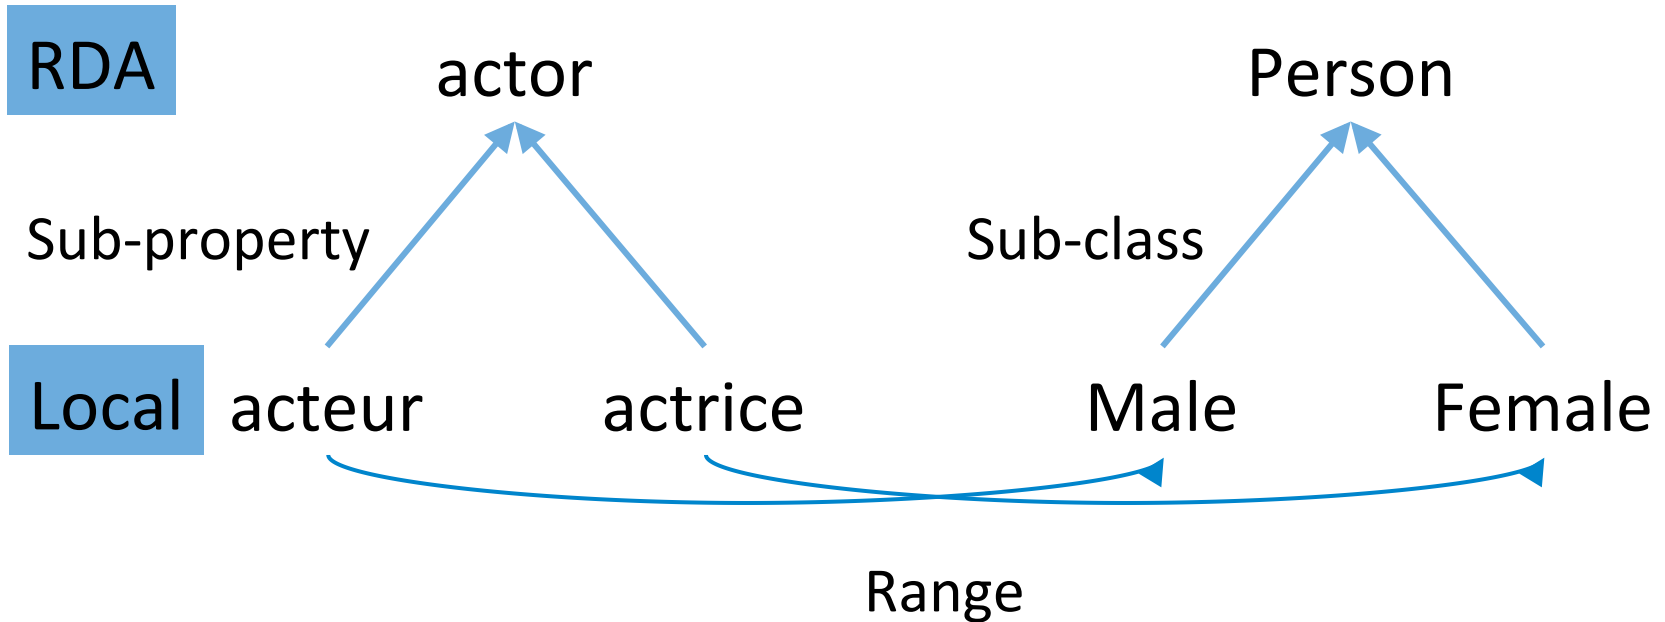 RDA
actor
Person
Sub-property
Sub-class
Local
acteur
actrice
Male
Female
Range